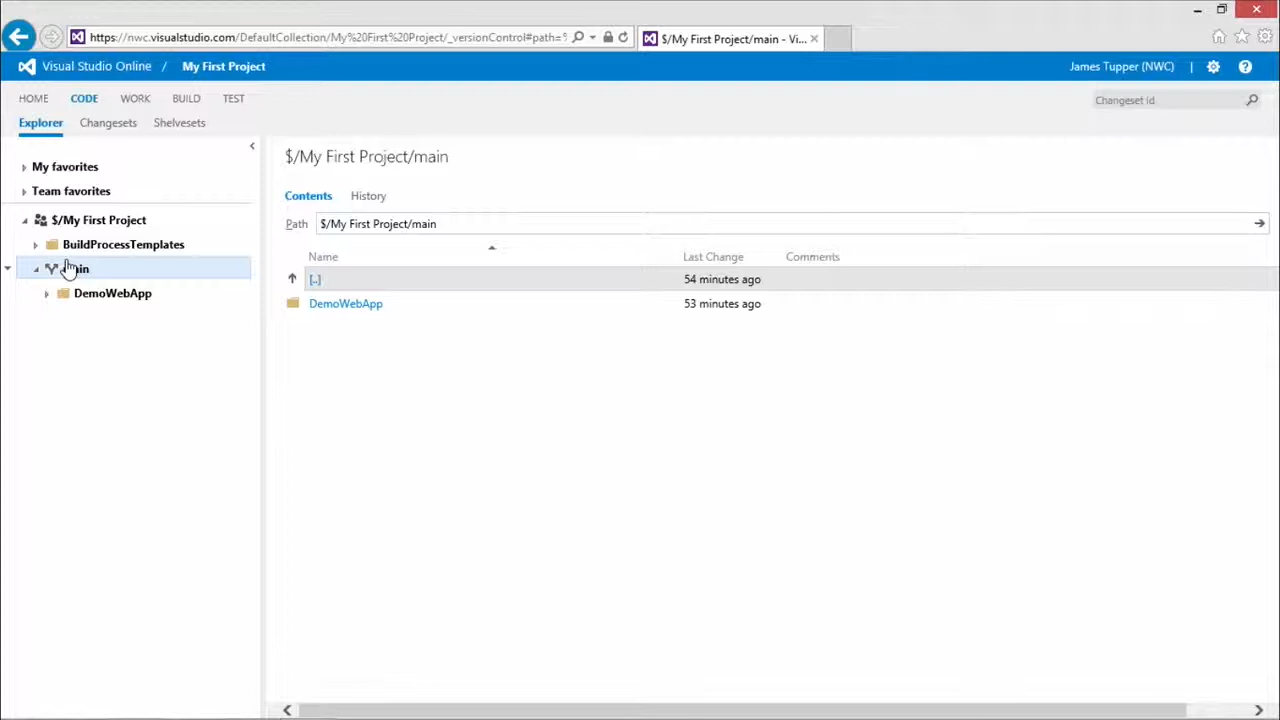 https://nwc.visualstudio.com/DefaultCollection/My%20First%20Project/_versionControl#path=%
$/My First Project/main - Vi...
Visual Studio Online / My First Project
James Tupper (NWC) |
HOME CODE WORK BUILD TEST
Changeset Id
Explorer Changesets Shelvesets
My favorites
Team favorites
$/My First Project
BuildProcessTemplates
DemoWebApp
$/My First Project/main
Contents History
Path $/My First Project/main
Name Last Change Comments
[..] 54 minutes ago
DemoWebApp 53 minutes ago